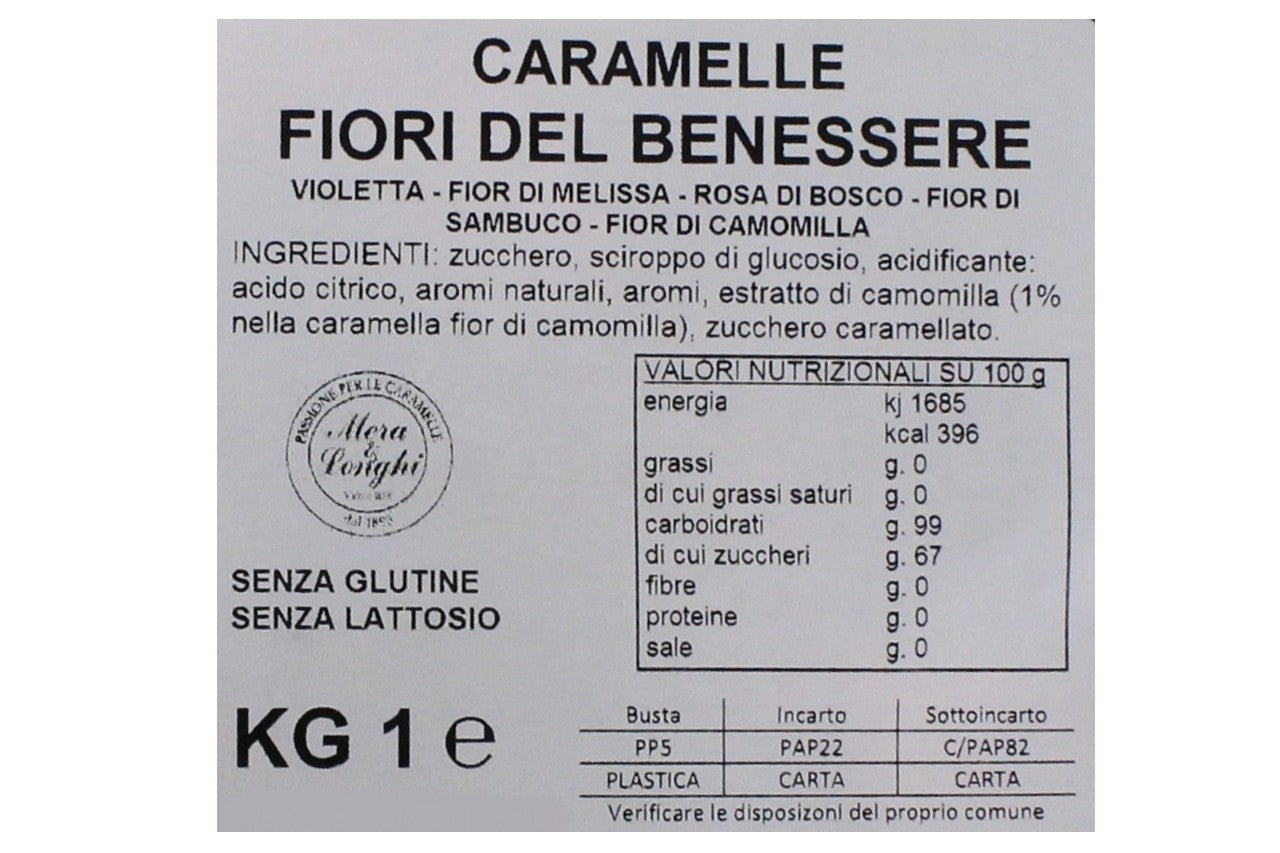 CARAMELLE
FIORI DEL BENESSERE
VIOLETTA - FIOR DI MELISSA - ROSA DI BOSCO - FIOR DI
SAMBUCO - FIOR DI CAMOMILLA
INGREDIENTI: zucchero, sciroppo di glucosio, acidificante:
acido citrico, aromi naturali, aromi, estratto di camomilla (1%
nella caramella fior di camomilla), zucchero caramellato.
PASSIONE PER LE CARAMELLE
Mera
&
Longhi
dal
VALORI NUTRIZIONALI SU 100 g
energia kj 1685
kcal 396
grassi g. 0
di cui grassi saturi g. 0
carboidrati g. 99
di cui zuccheri g. 67
fibre g. 0
proteine g. 0
sale g. 0
SENZA GLUTINE
SENZA LATTOSIO
KG 1 e
Busta Incarto Sottoincarto
PP5 PAP22 C/PAP82
PLASTICA CARTA CARTA
Verificare le disposizoni del proprio comune